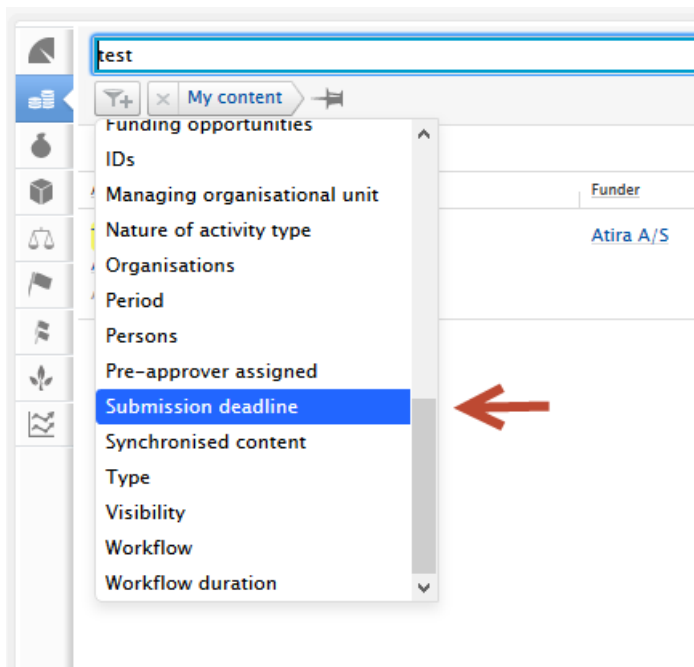 test
My content
Funding opportunities
IDs
Managing organisational unit
Funder
Nature of activity type
Atira A/S
Organisations
Period
Persons
Pre-approver assigned
Submission deadline
Synchronised content
Type
Visibility
Workflow
Workflow duration